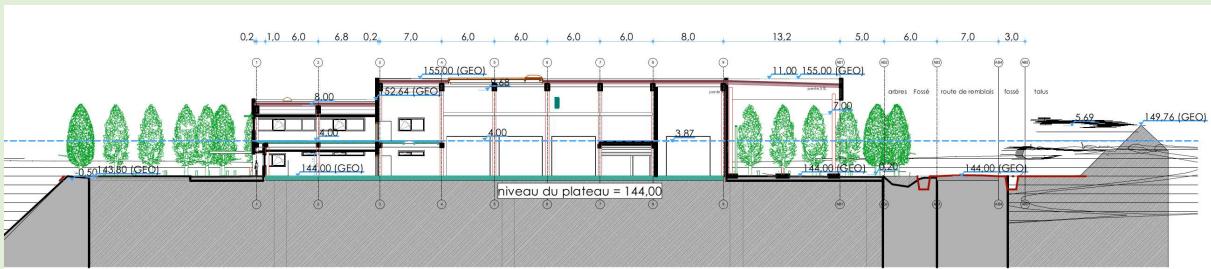 0,2 1,0 6,0 6,8 0,2 7,0 6,0 6,0 6,0 6,0 8,0 13,2 5,0 6,0 7,0 3,0
155.00 (GEO) 11.00 155.00 (GEO)
152.64 (GEO)
8.00
7.00
arbres Fossé route de remblais fossé talus
5.69 149.76 (GEO)
4.00 4.00 3.87
-0.50 143.80 (GEO) 144.00 (GEO) 144.00 (GEO) 0.20 144.00 (GEO)
niveau du plateau = 144.00